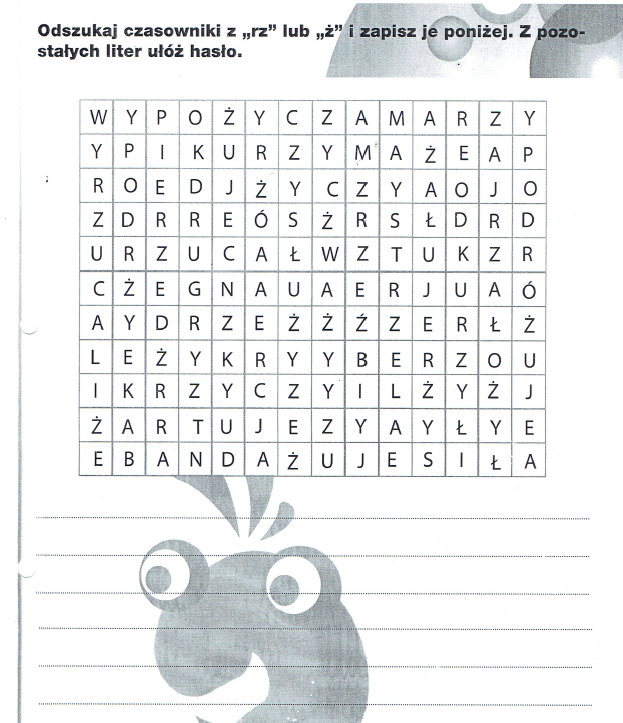 Odszukaj czasowniki z „rz” lub „ż” i zapisz je poniżej. Z pozo-
stałych liter ułóż hasło.
W Y P O Ż Y C Z A M A R Z Y
Y P I K U R Z Y M A Ż E A P
R O E D J Ż Y C Z Y A O J O
Z D R R E Ó S Ż R S Ł D R D
U R Z U C A Ł W Z T U K Z R
C Ż E G N A U A E R J U A Ó
A Y D R Z E Ż Ż Ź Z E R Ł Ż
L E Ż Y K R Y Y B E R Z O U
I K R Z Y C Z Y I L Ż Y Ż J
Ż A R T U J E Z Y A Y Ł Y E
E B A N D A Ż U J E S I Ł A